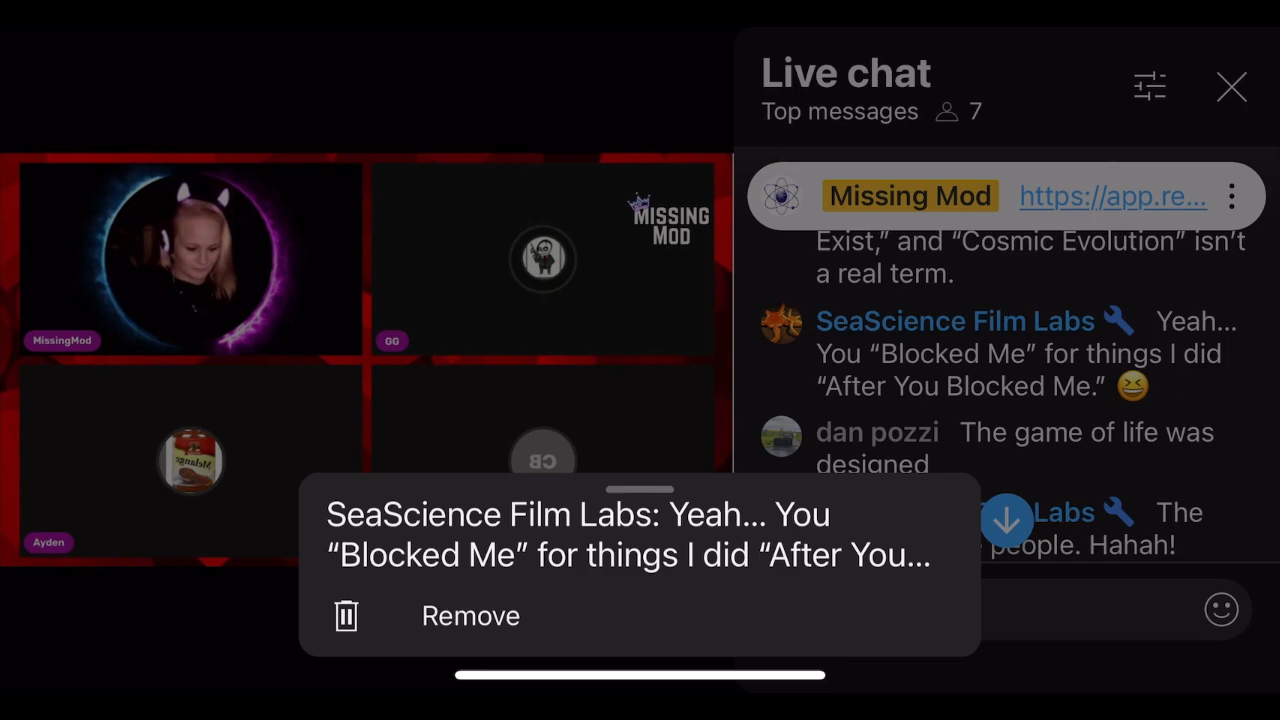 Live chat
Top messages 7
Missing Mod https://app.re...
Exist,” and “Cosmic Evolution” isn’t
a real term.
SeaScience Film Labs Yeah...
You “Blocked Me” for things I did
“After You Blocked Me.”
dan pozzi The game of life was
designed
Labs The
people. Hahah!
MISSING
MOD
MissingMod
GG
Melange
CB
Ayden
SeaScience Film Labs: Yeah... You
“Blocked Me” for things I did “After You...
Remove